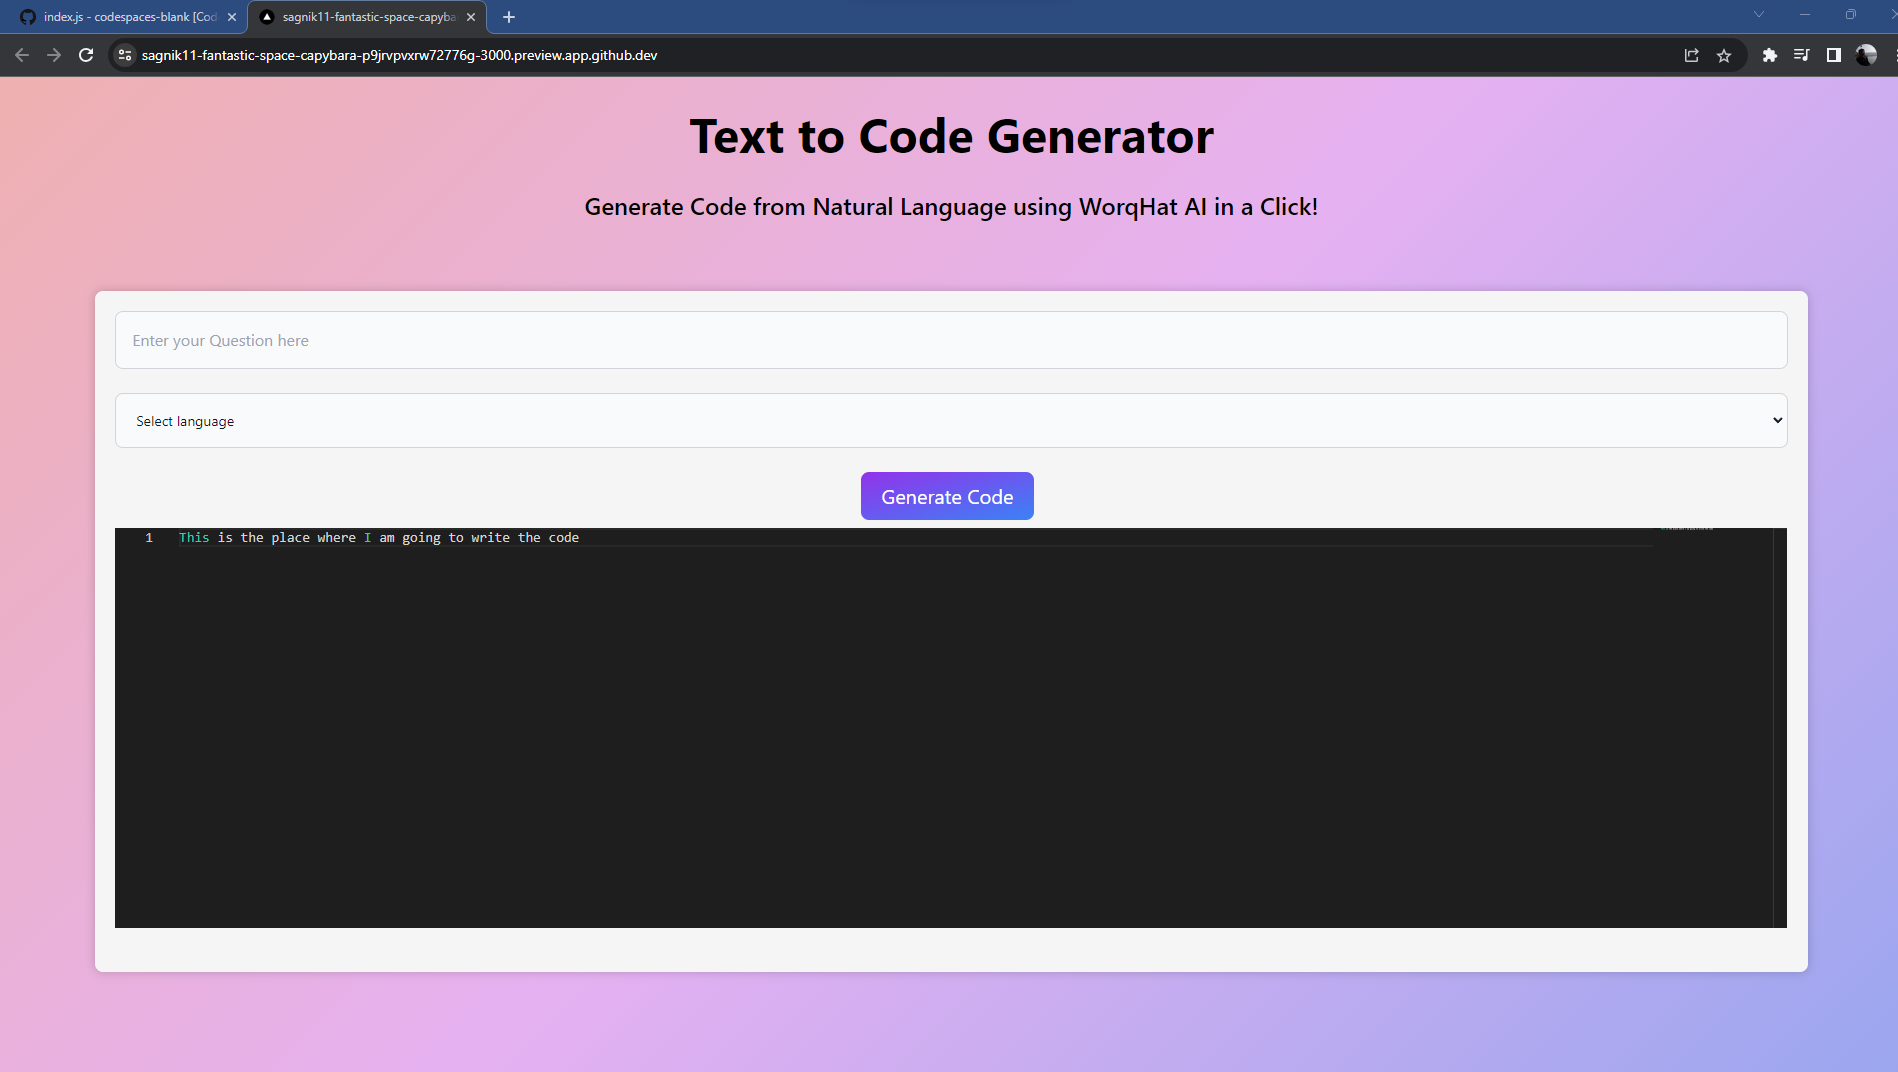 index.js - codespaces-blank [Cod
sagnik11-fantastic-space-capyba
sagnik11-fantastic-space-capybara-p9jrvpvxrw72776g-3000.preview.app.github.dev
Text to Code Generator
Generate Code from Natural Language using WorqHat AI in a Click!
Enter your Question here
Select language
Generate Code
1 This is the place where I am going to write the code